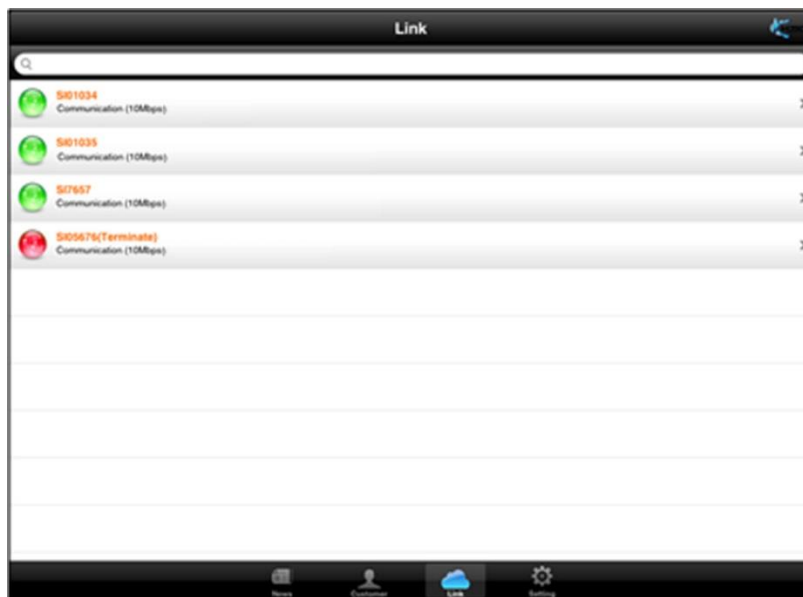 Link
SI01034
Communication (10Mbps)
SI01035
Communication (10Mbps)
SI7657
Communication (10Mbps)
SI05676(Terminate)
Communication (10Mbps)
News
Customer
Link
Setting